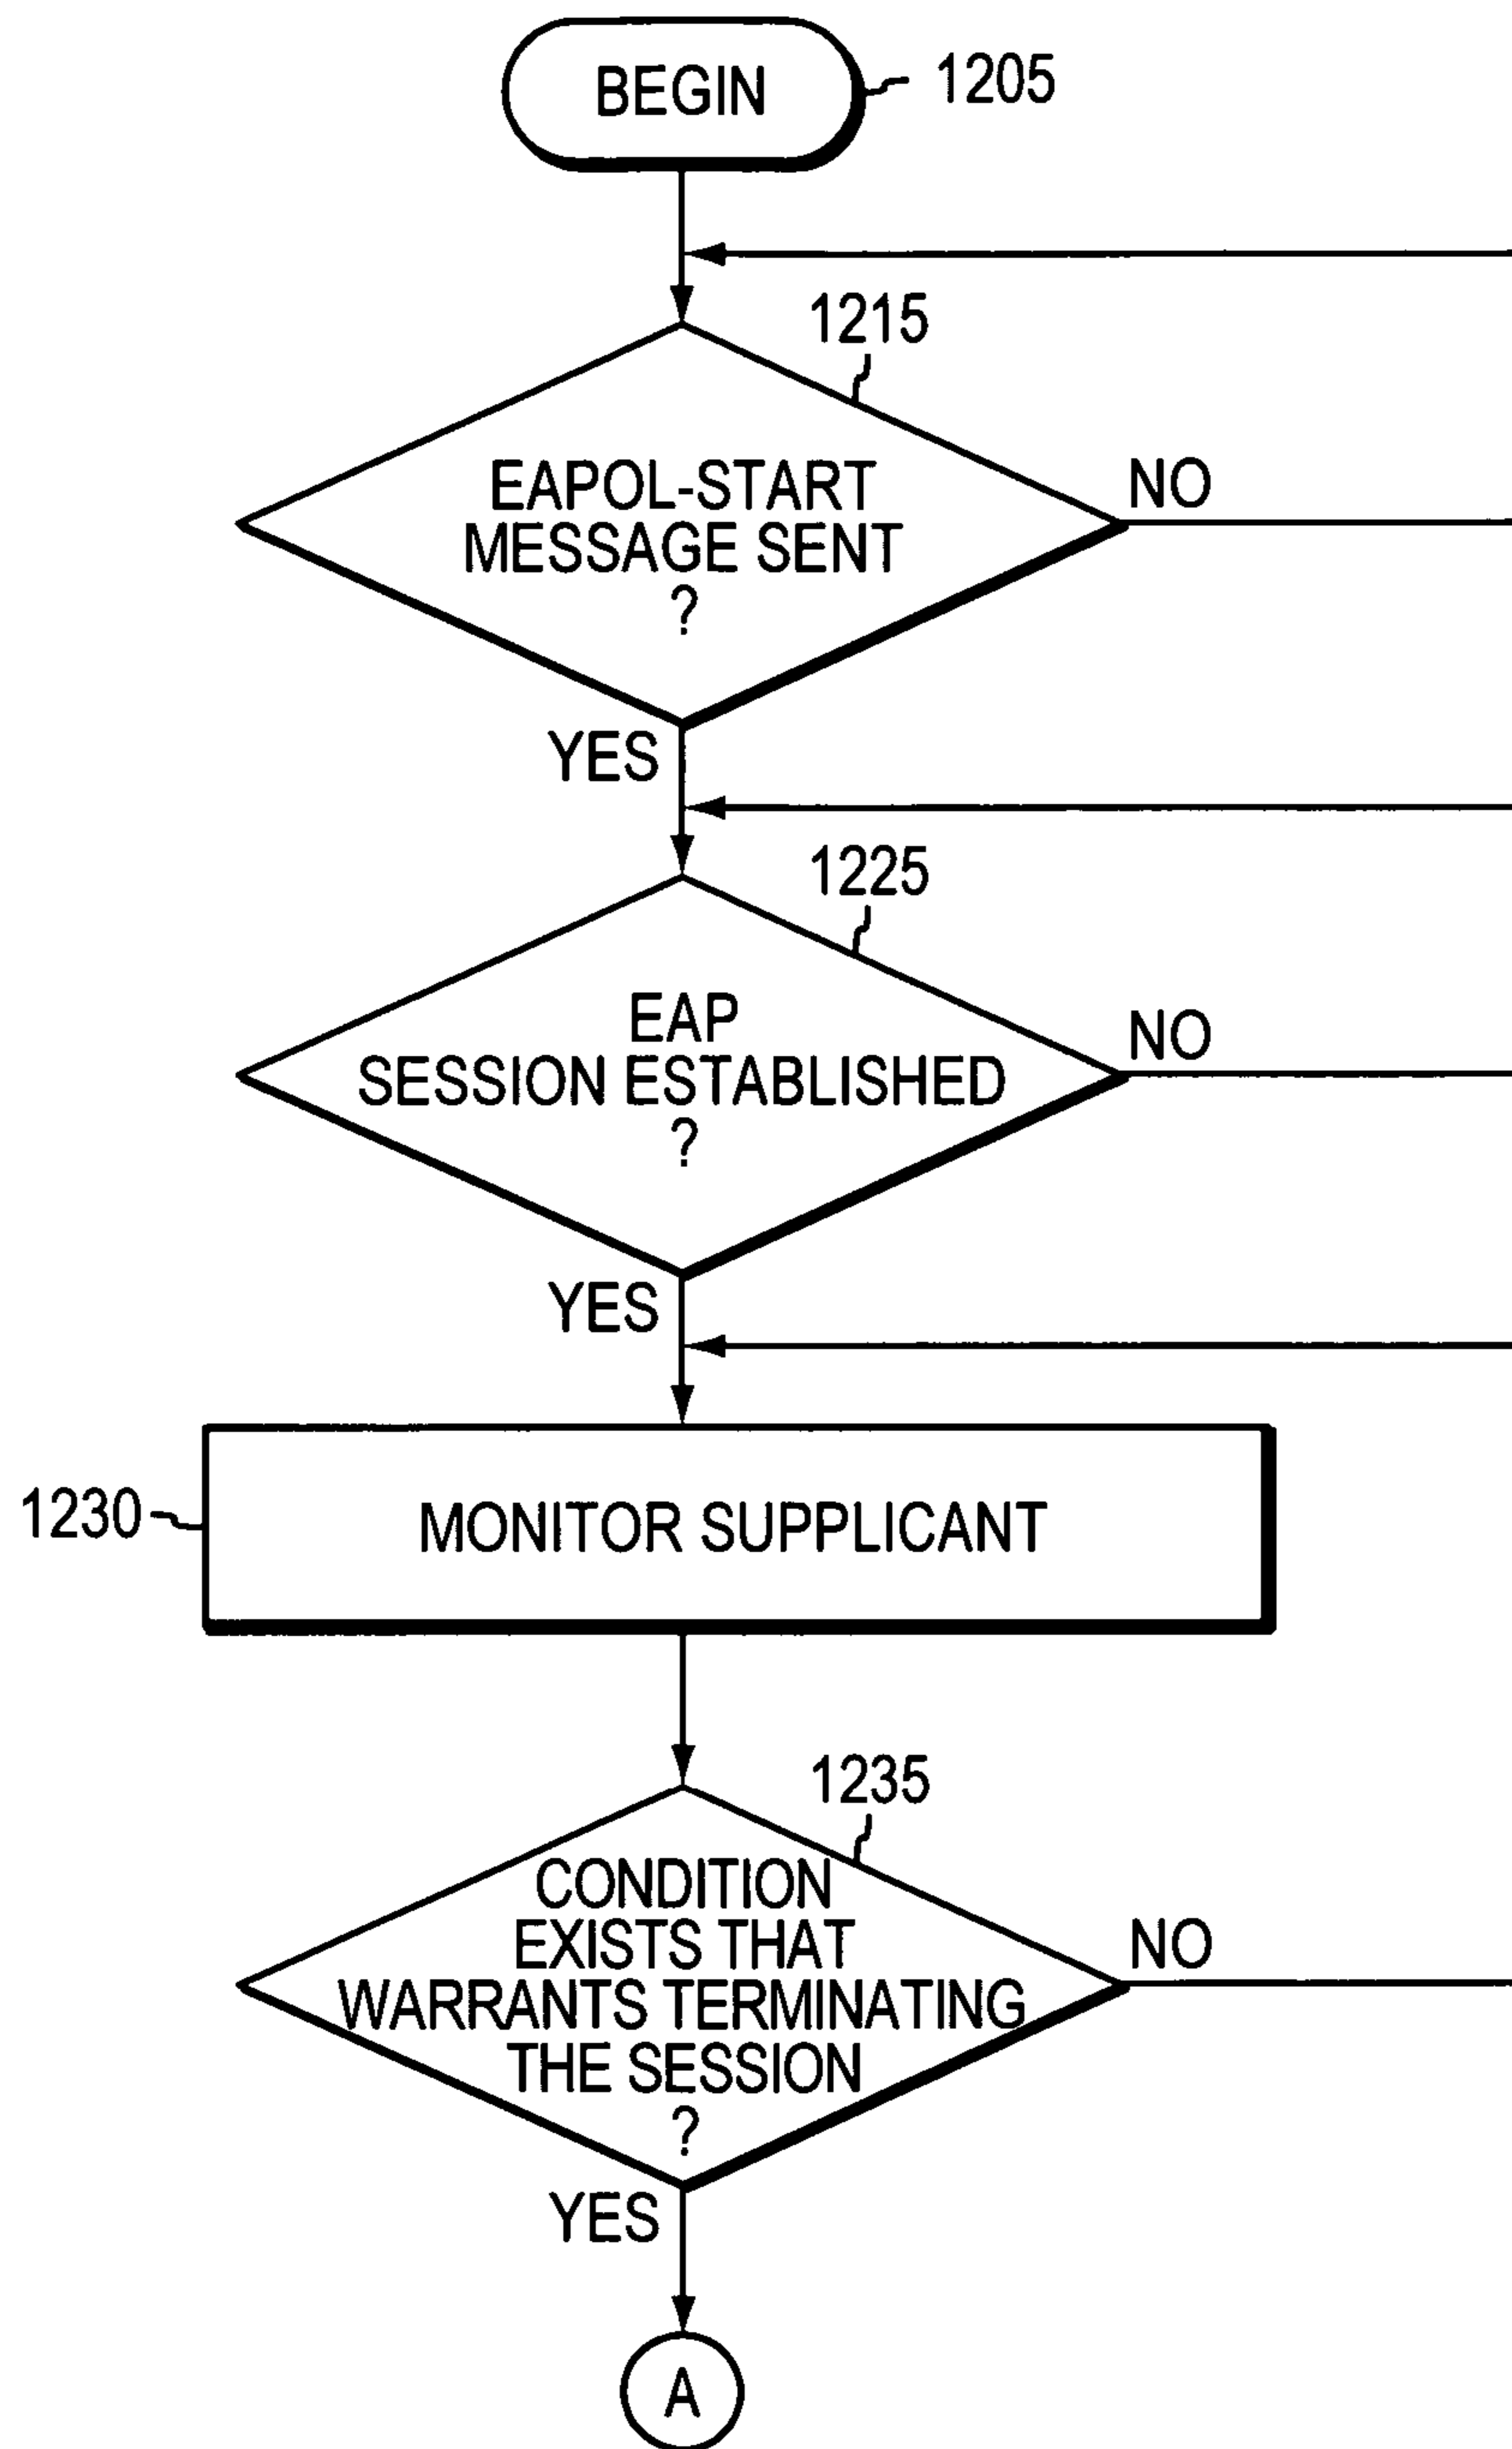 BEGIN
1205
1215
EAPOL-START
MESSAGE SENT
?
NO
YES
1225
EAP
SESSION ESTABLISHED
?
NO
YES
1230
MONITOR SUPPLICANT
1235
CONDITION
EXISTS THAT
WARRANTS TERMINATING
THE SESSION
?
NO
YES
A